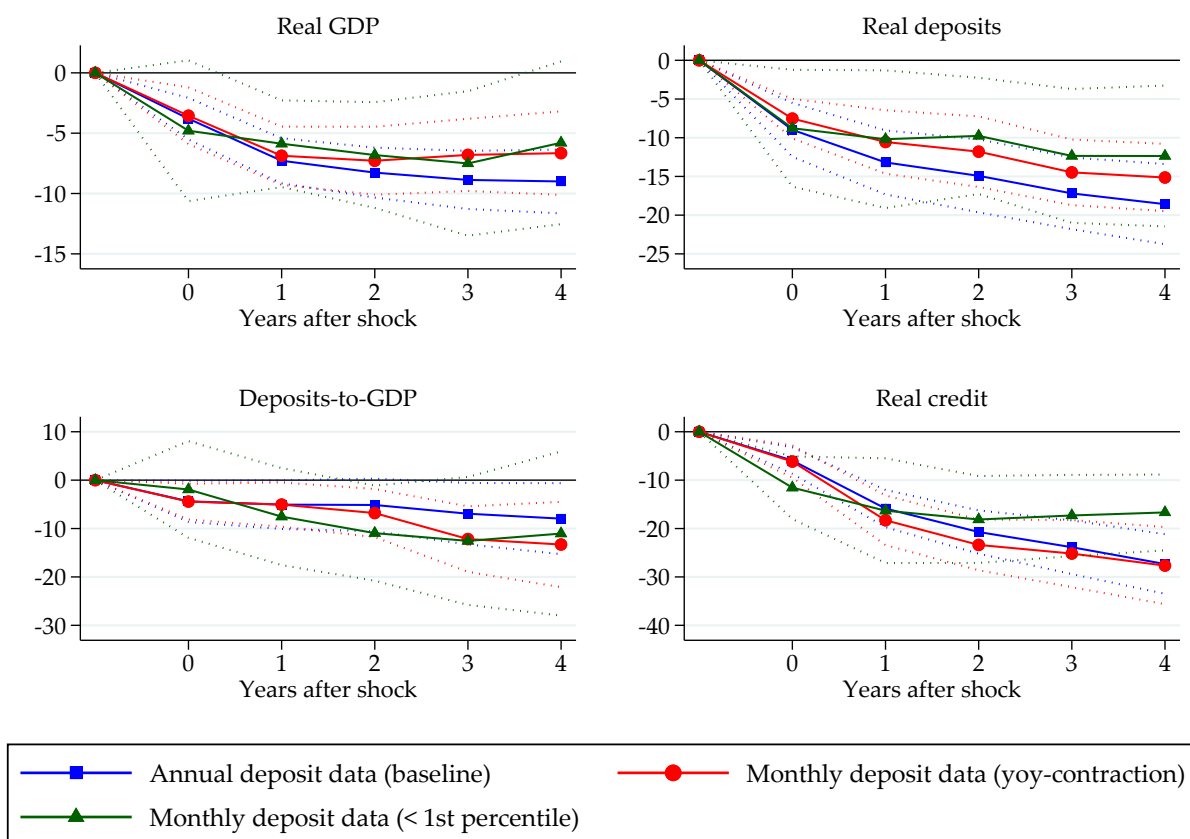 Real GDP
0
-5
-10
-15
0 1 2 3 4
Years after shock
Real deposits
0
-5
-10
-15
-20
-25
0 1 2 3 4
Years after shock
Deposits-to-GDP
10
0
-10
-20
-30
0 1 2 3 4
Years after shock
Real credit
0
-10
-20
-30
-40
0 1 2 3 4
Years after shock
Annual deposit data (baseline)
Monthly deposit data (yoy-contraction)
Monthly deposit data (< 1st percentile)